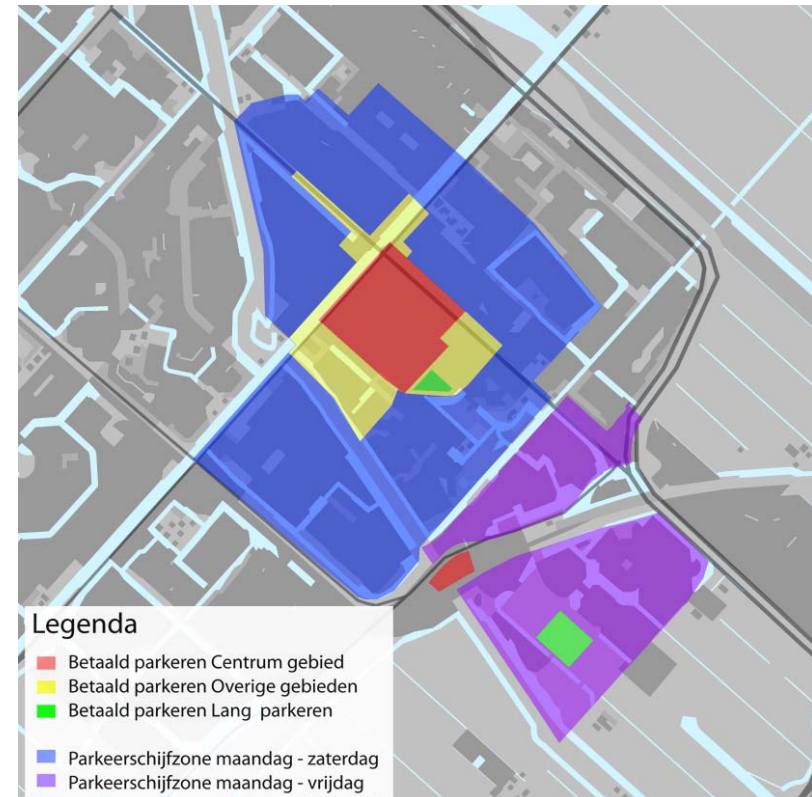 Legenda
Betaald parkeren Centrum gebied
Betaald parkeren Overige gebieden
Betaald parkeren Lang parkeren
Parkeerschijfzone maandag - zaterdag
Parkeerschijfzone maandag - vrijdag